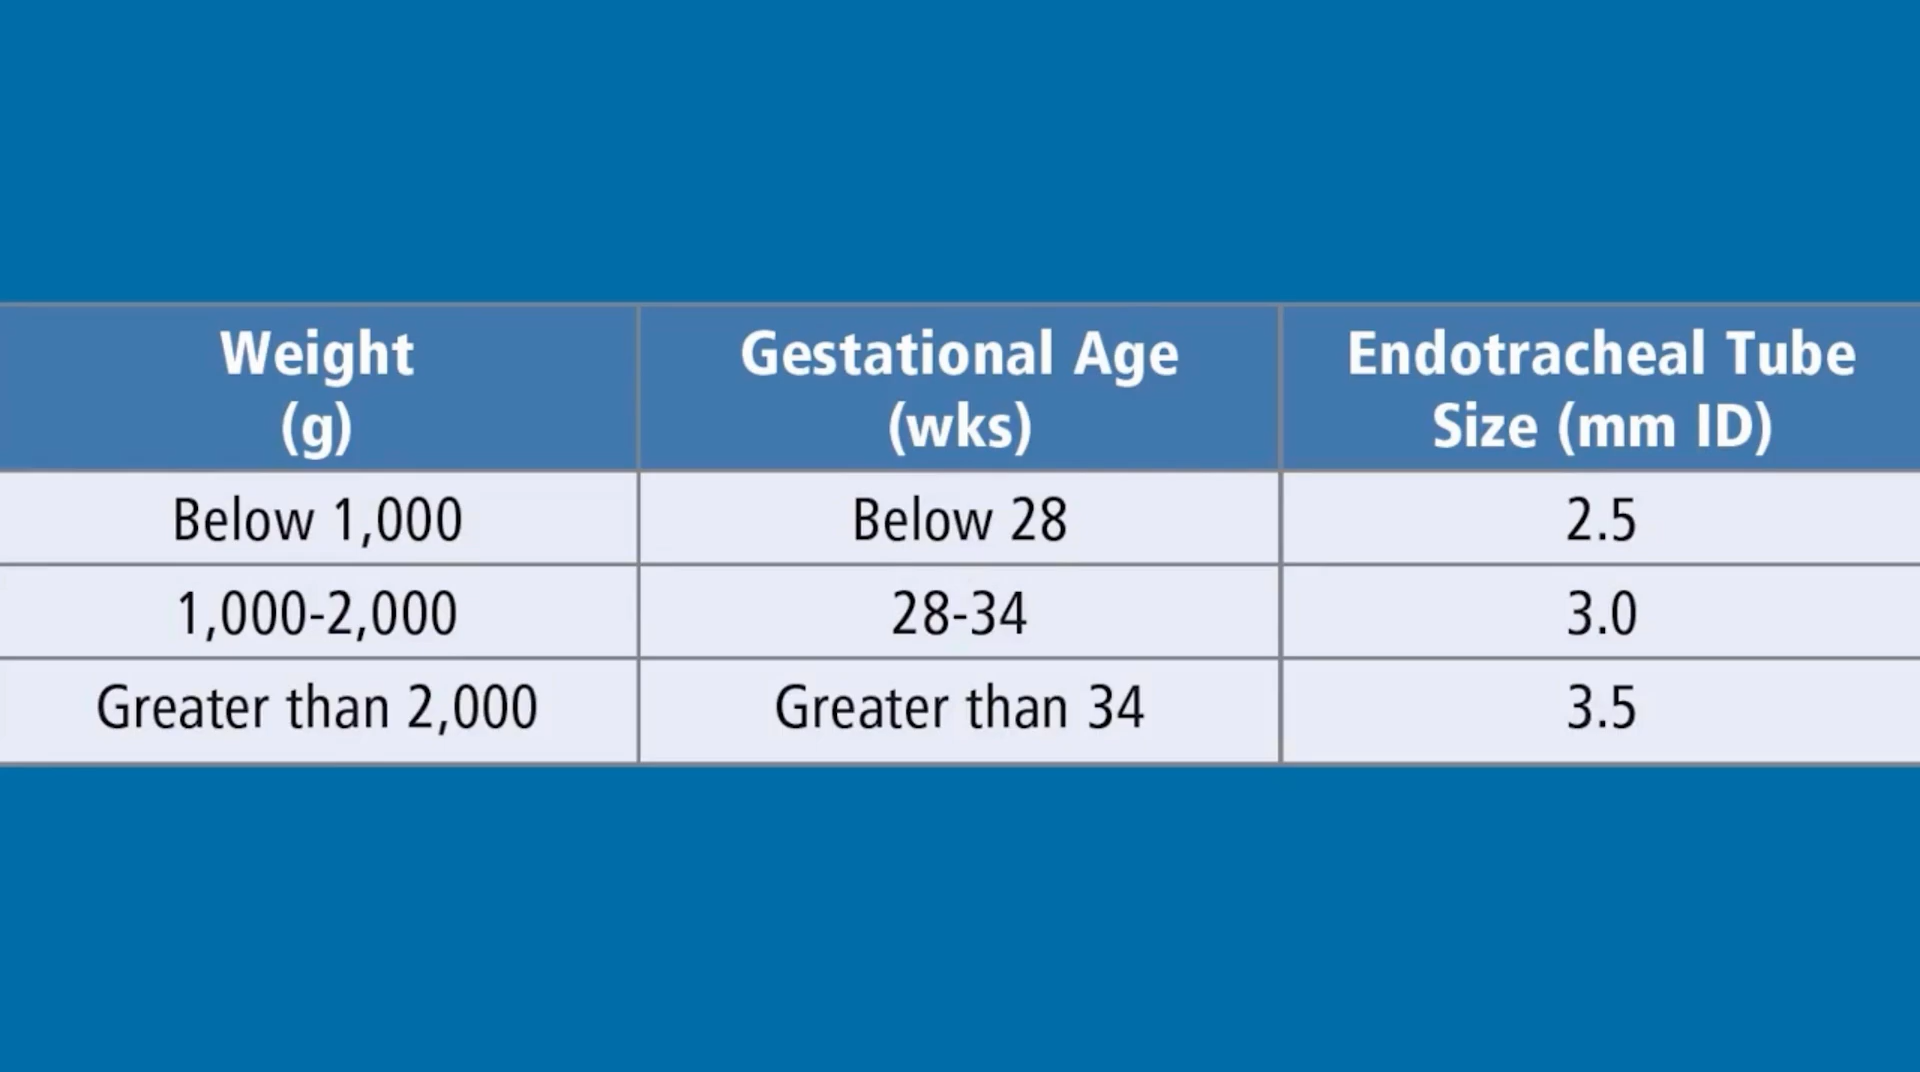 Weight
(g)
Gestational Age
(wks)
Endotracheal Tube
Size (mm ID)
Below 1,000
Below 28
2.5
1,000-2,000
28-34
3.0
Greater than 2,000
Greater than 34
3.5